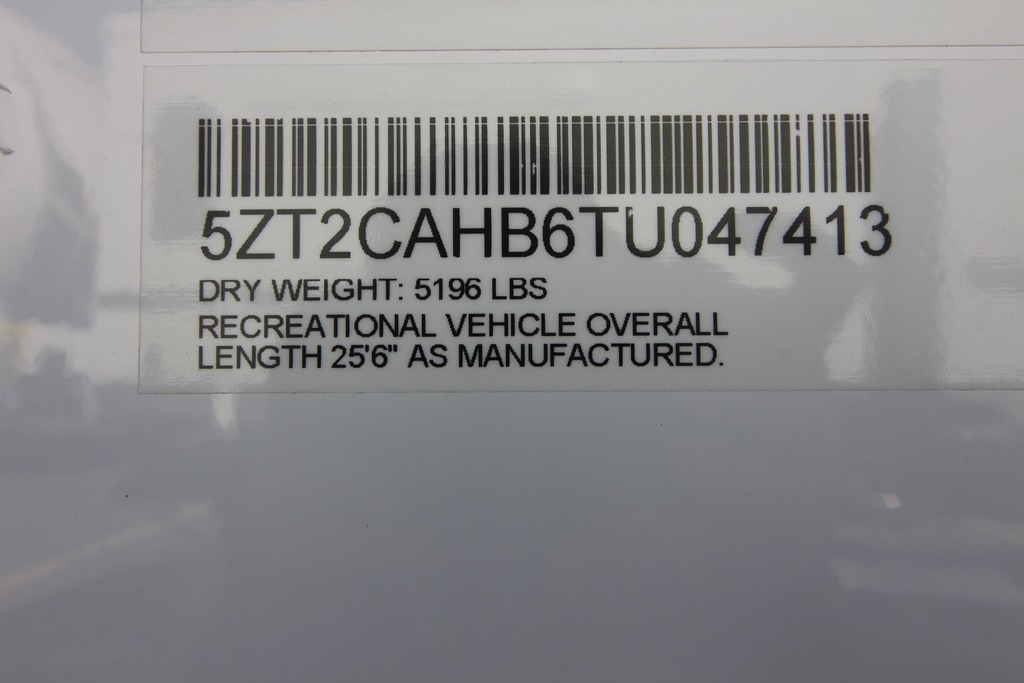 5ZT2CAHB6TU047413
DRY WEIGHT: 5196 LBS
RECREATIONAL VEHICLE OVERALL
LENGTH 25'6" AS MANUFACTURED.